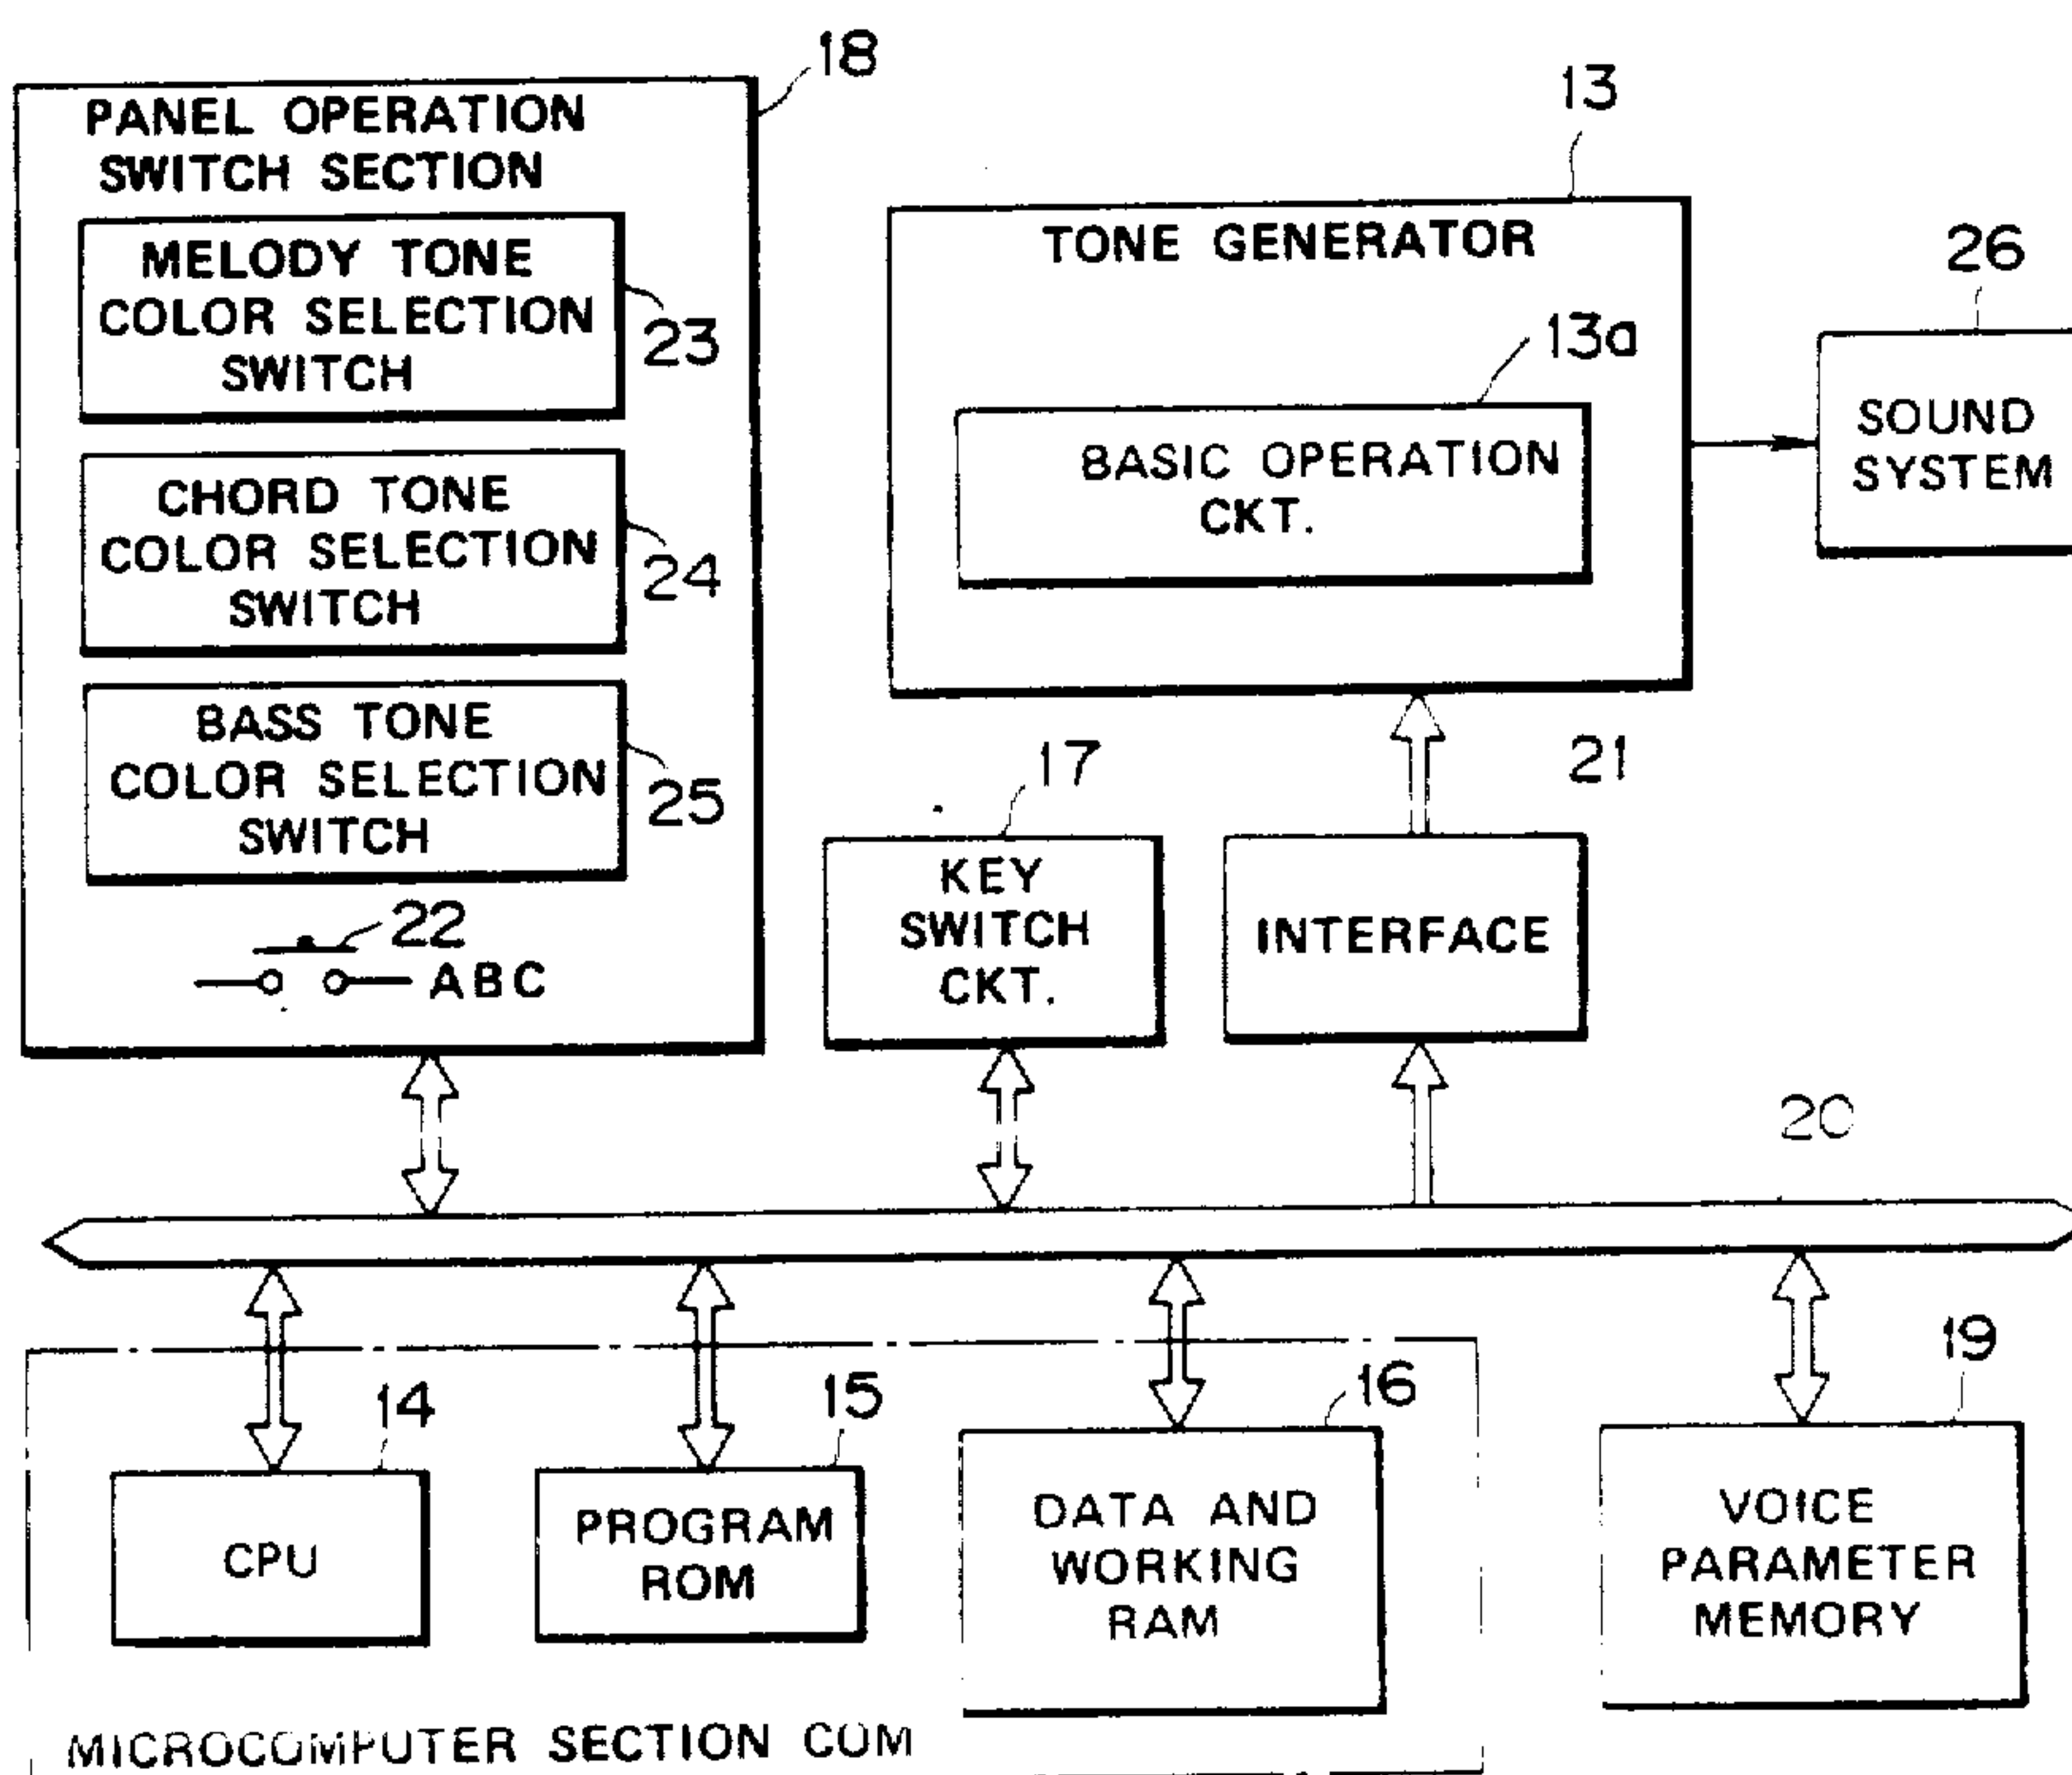 18
PANEL OPERATION
SWITCH SECTION
MELODY TONE
COLOR SELECTION
SWITCH
23
CHORD TONE
COLOR SELECTION
SWITCH
24
BASS TONE
COLOR SELECTION
SWITCH
25
22
ABC
13
TONE GENERATOR
13a
BASIC OPERATION
CKT.
26
SOUND
SYSTEM
17
KEY
SWITCH
CKT.
21
INTERFACE
20
14
CPU
15
PROGRAM
ROM
16
DATA AND
WORKING
RAM
19
VOICE
PARAMETER
MEMORY
MICROCOMPUTER SECTION COM